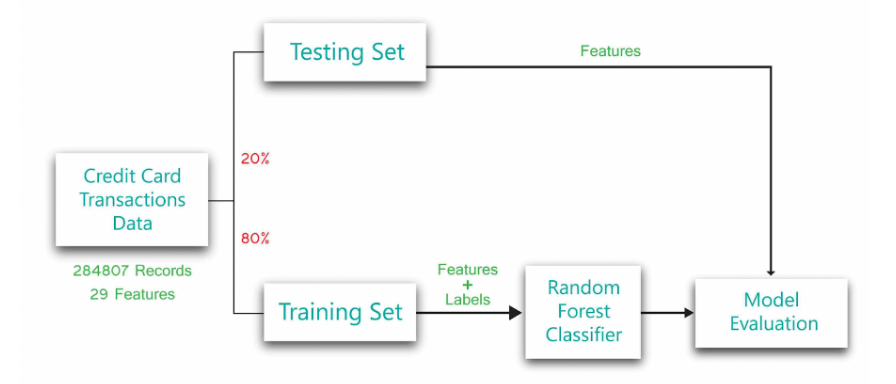 Testing Set
Features
20%
Credit Card
Transactions
Data
80%
284807 Records
29 Features
Features
+
Labels
Training Set
Random
Forest
Classifier
Model
Evaluation